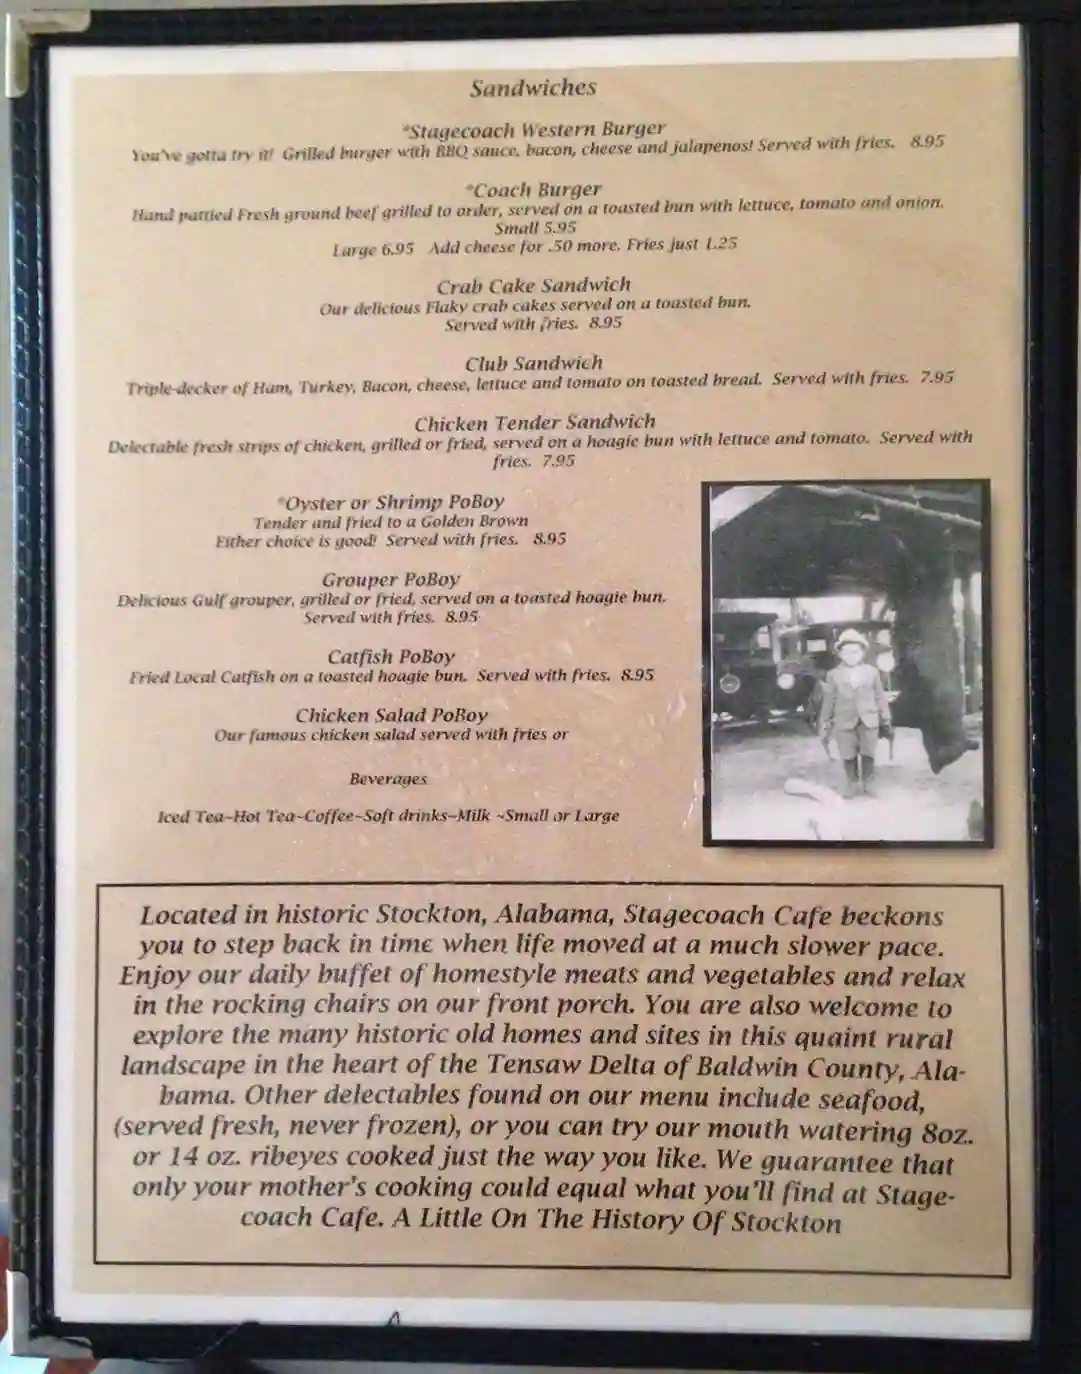 Sandwiches
*Stagecoach Western Burger
You've gotta try it! Grilled burger with BBQ sauce, bacon, cheese and jalapenos! Served with fries. 8.95
*Coach Burger
Hand pattied Fresh ground beef grilled to order, served on a toasted bun with lettuce, tomato and onion.
Small 5.95
Large 6.95 Add cheese for .50 more. Fries just 1.25
Crab Cake Sandwich
Our delicious Flaky crab cakes served on a toasted bun.
Served with fries. 8.95
Club Sandwich
Triple-decker of Ham, Turkey, Bacon, cheese, lettuce and tomato on toasted bread. Served with fries. 7.95
Chicken Tender Sandwich
Delectable fresh strips of chicken, grilled or fried, served on a hoagie bun with lettuce and tomato. Served with
fries. 7.95
*Oyster or Shrimp PoBoy
Tender and fried to a Golden Brown
Either choice is good! Served with fries. 8.95
Grouper PoBoy
Delicious Gulf grouper, grilled or fried, served on a toasted hoagie bun.
Served with fries. 8.95
Catfish PoBoy
Fried Local Catfish on a toasted hoagie bun. Served with fries. 8.95
Chicken Salad PoBoy
Our famous chicken salad served with fries or
Beverages
Iced Tea~Hot Tea~Coffee~Soft drinks~Milk ~Small or Large
Located in historic Stockton, Alabama, Stagecoach Cafe beckons
you to step back in time when life moved at a much slower pace.
Enjoy our daily buffet of homestyle meats and vegetables and relax
in the rocking chairs on our front porch. You are also welcome to
explore the many historic old homes and sites in this quaint rural
landscape in the heart of the Tensaw Delta of Baldwin County, Ala-
bama. Other delectables found on our menu include seafood,
(served fresh, never frozen), or you can try our mouth watering 8oz.
or 14 oz. ribeyes cooked just the way you like. We guarantee that
only your mother's cooking could equal what you'll find at Stage-
coach Cafe. A Little On The History Of Stockton